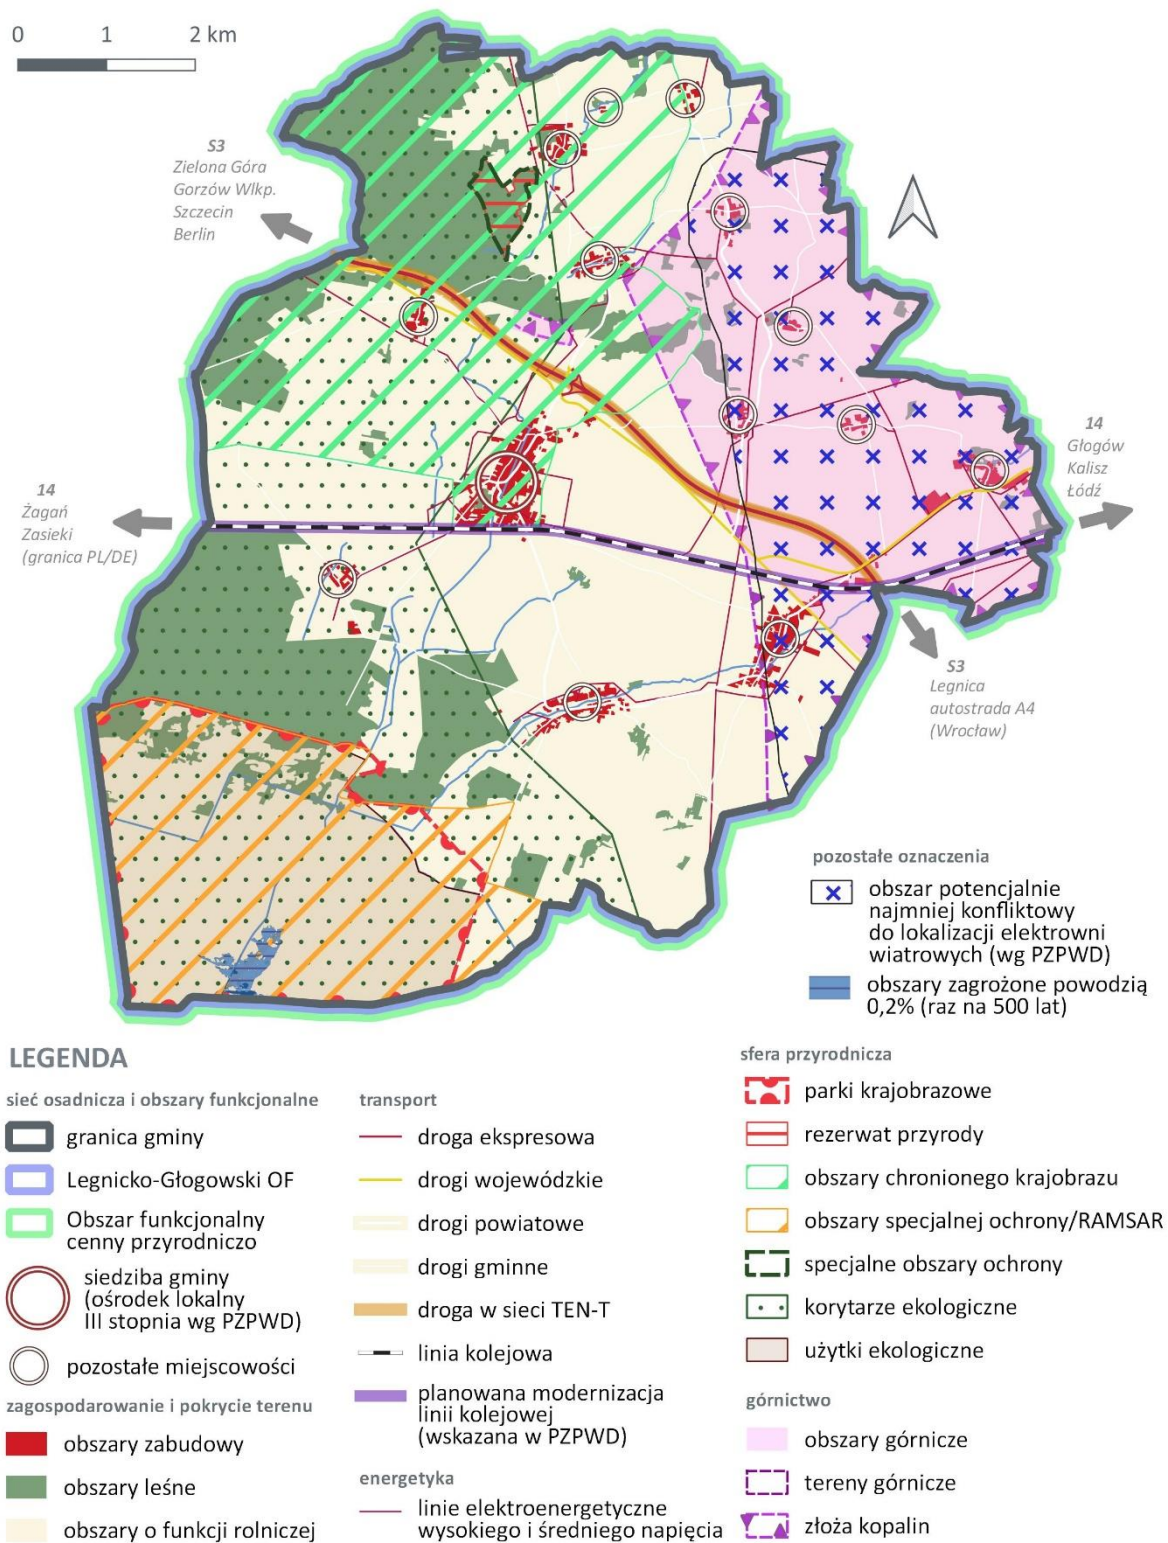 0 1 2 km
S3
Zielona Góra
Gorzów Wlkp.
Szczecin
Berlin
14
Głogów
Kalisz
Łódź
14
Żagań
Zasieki
(granica PL/DE)
S3
Legnica
autostrada A4
(Wrocław)
pozostałe oznaczenia
obszar potencjalnie
najmniej konfliktowy
do lokalizacji elektrowni
wiatrowych (wg PZPWD)
obszary zagrożone powodzią
0,2% (raz na 500 lat)
LEGENDA
sieć osadnicza i obszary funkcjonalne
granica gminy
Legnicko-Głogowski OF
Obszar funkcjonalny
cenny przyrodniczo
siedziba gminy
(ośrodek lokalny
III stopnia wg PZPWD)
pozostałe miejscowości
zagospodarowanie i pokrycie terenu
obszary zabudowy
obszary leśne
obszary o funkcji rolniczej
transport
droga ekspresowa
drogi wojewódzkie
drogi powiatowe
drogi gminne
droga w sieci TEN-T
linia kolejowa
planowana modernizacja
linii kolejowej
(wskazana w PZPWD)
energetyka
linie elektroenergetyczne
wysokiego i średniego napięcia
sfera przyrodnicza
parki krajobrazowe
rezerwat przyrody
obszary chronionego krajobrazu
obszary specjalnej ochrony/RAMSAR
specjalne obszary ochrony
korytarze ekologiczne
użytki ekologiczne
górnictwo
obszary górnicze
tereny górnicze
złoża kopalin